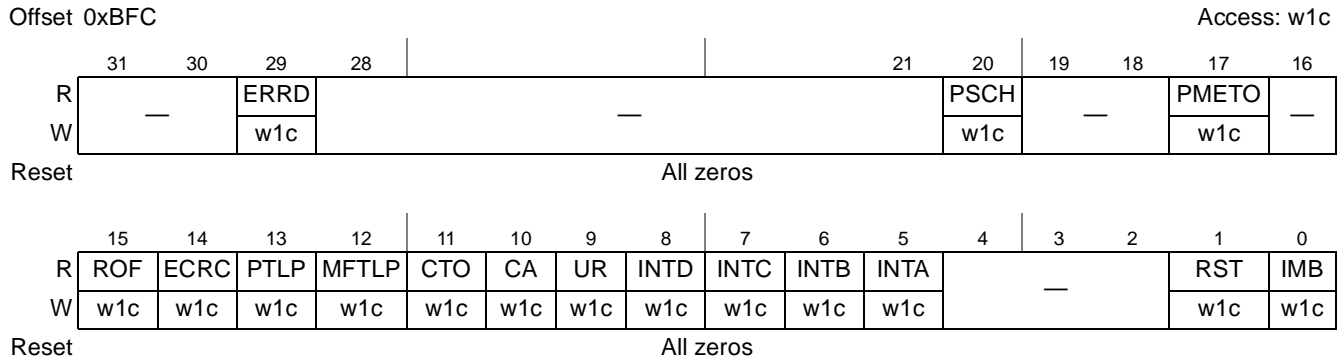 Offset 0xBFC Access: w1c
31 30 29 28 21 20 19 18 17 16
R — ERRD — PSCH — PMETO —
W w1c w1c w1c
Reset All zeros
15 14 13 12 11 10 9 8 7 6 5 4 3 2 1 0
R ROF ECRC PTLP MFTLP CTO CA UR INTD INTC INTB INTA — RST IMB
W w1c w1c w1c w1c w1c w1c w1c w1c w1c w1c w1c w1c w1c
Reset All zeros